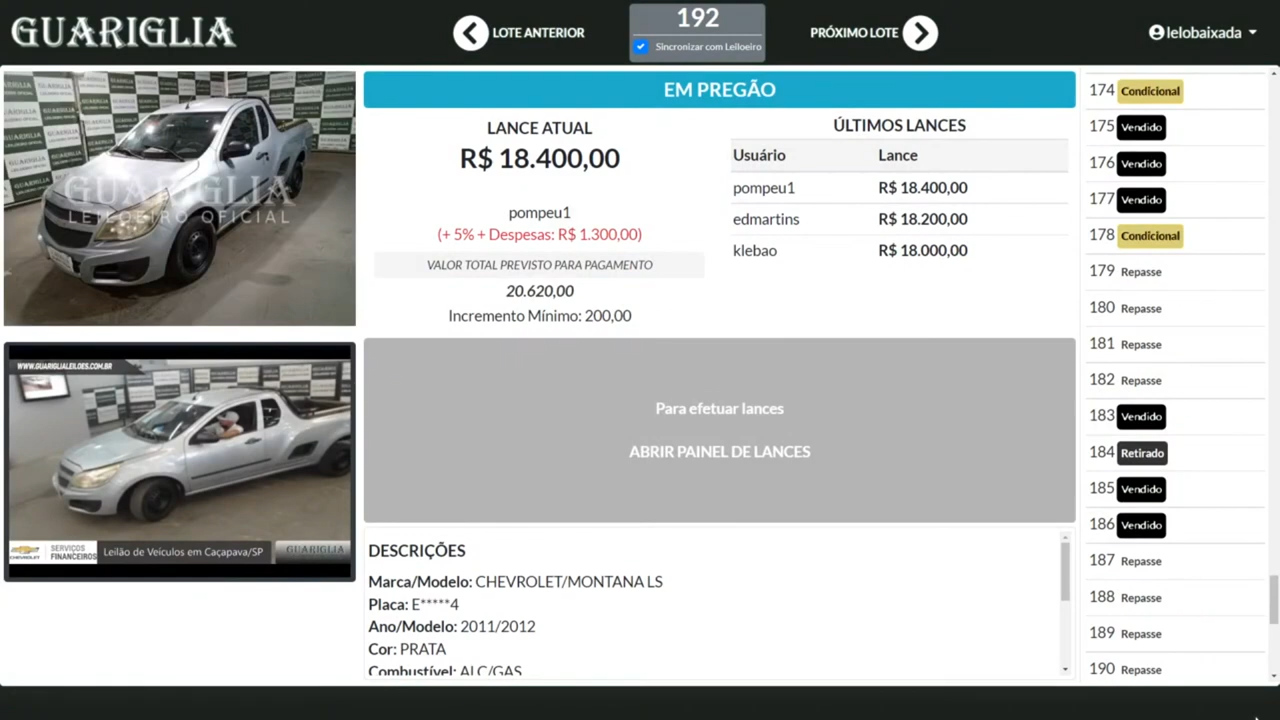 GUARIGLIA
LOTE ANTERIOR
192
Sincronizar com Leiloeiro
PRÓXIMO LOTE
lelobaixada
GUARIGLIA
LEILOEIRO OFICIAL
WWW.GUARIGLIALEILOES.COM.BR
CHEVROLET
SERVIÇOS
FINANCEIROS
Leilão de Veículos em Caçapava/SP
GUARIGLIA
EM PREGÃO
LANCE ATUAL
R$ 18.400,00
pompeu1
(+ 5% + Despesas: R$ 1.300,00)
VALOR TOTAL PREVISTO PARA PAGAMENTO
20.620,00
Incremento Mínimo: 200,00
ÚLTIMOS LANCES
Usuário Lance
pompeu1 R$ 18.400,00
edmartins R$ 18.200,00
klebao R$ 18.000,00
Para efetuar lances
ABRIR PAINEL DE LANCES
DESCRIÇÕES
Marca/Modelo: CHEVROLET/MONTANA LS
Placa: E*****4
Ano/Modelo: 2011/2012
Cor: PRATA
Combustível: ALC/GAS
174 Condicional
175 Vendido
176 Vendido
177 Vendido
178 Condicional
179 Repasse
180 Repasse
181 Repasse
182 Repasse
183 Vendido
184 Retirado
185 Vendido
186 Vendido
187 Repasse
188 Repasse
189 Repasse
190 Repasse